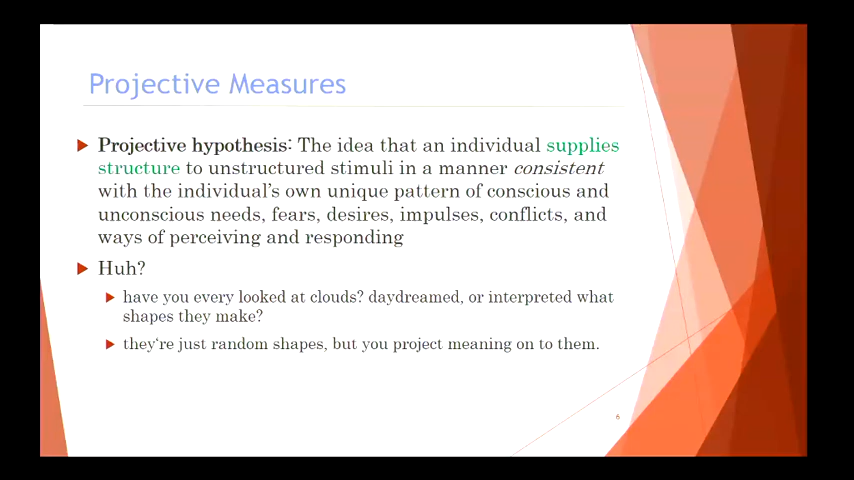 Projective Measures
Projective hypothesis: The idea that an individual supplies
structure to unstructured stimuli in a manner consistent
with the individual's own unique pattern of conscious and
unconscious needs, fears, desires, impulses, conflicts, and
ways of perceiving and responding
Huh?
have you every looked at clouds? daydreamed, or interpreted what
shapes they make?
they're just random shapes, but you project meaning on to them.
6